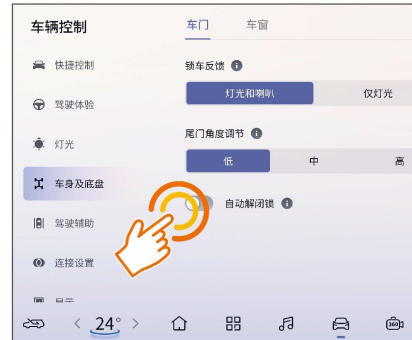 车辆控制
车门 车窗
快捷控制
锁车反馈
驾驶体验
灯光和喇叭 仅灯光
灯光
尾门角度调节
低 中 高
车身及底盘
自动解闭锁
驾驶辅助
连接设置
显示
24°
360